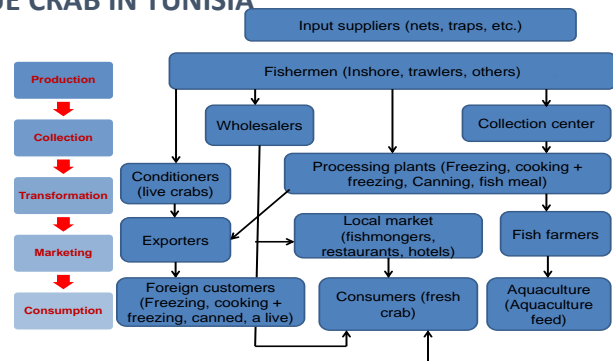 UE CRAB IN TUNISIA
Input suppliers (nets, traps, etc.)
Production
Fishermen (Inshore, trawlers, others)
Collection
Wholesalers
Collection center
Transformation
Conditioners
(live crabs)
Processing plants (Freezing, cooking +
freezing, Canning, fish meal)
Marketing
Exporters
Local market
(fishmongers,
restaurants, hotels)
Fish farmers
Consumption
Foreign customers
(Freezing, cooking +
freezing, canned, a live)
Consumers (fresh
crab)
Aquaculture
(Aquaculture
feed)